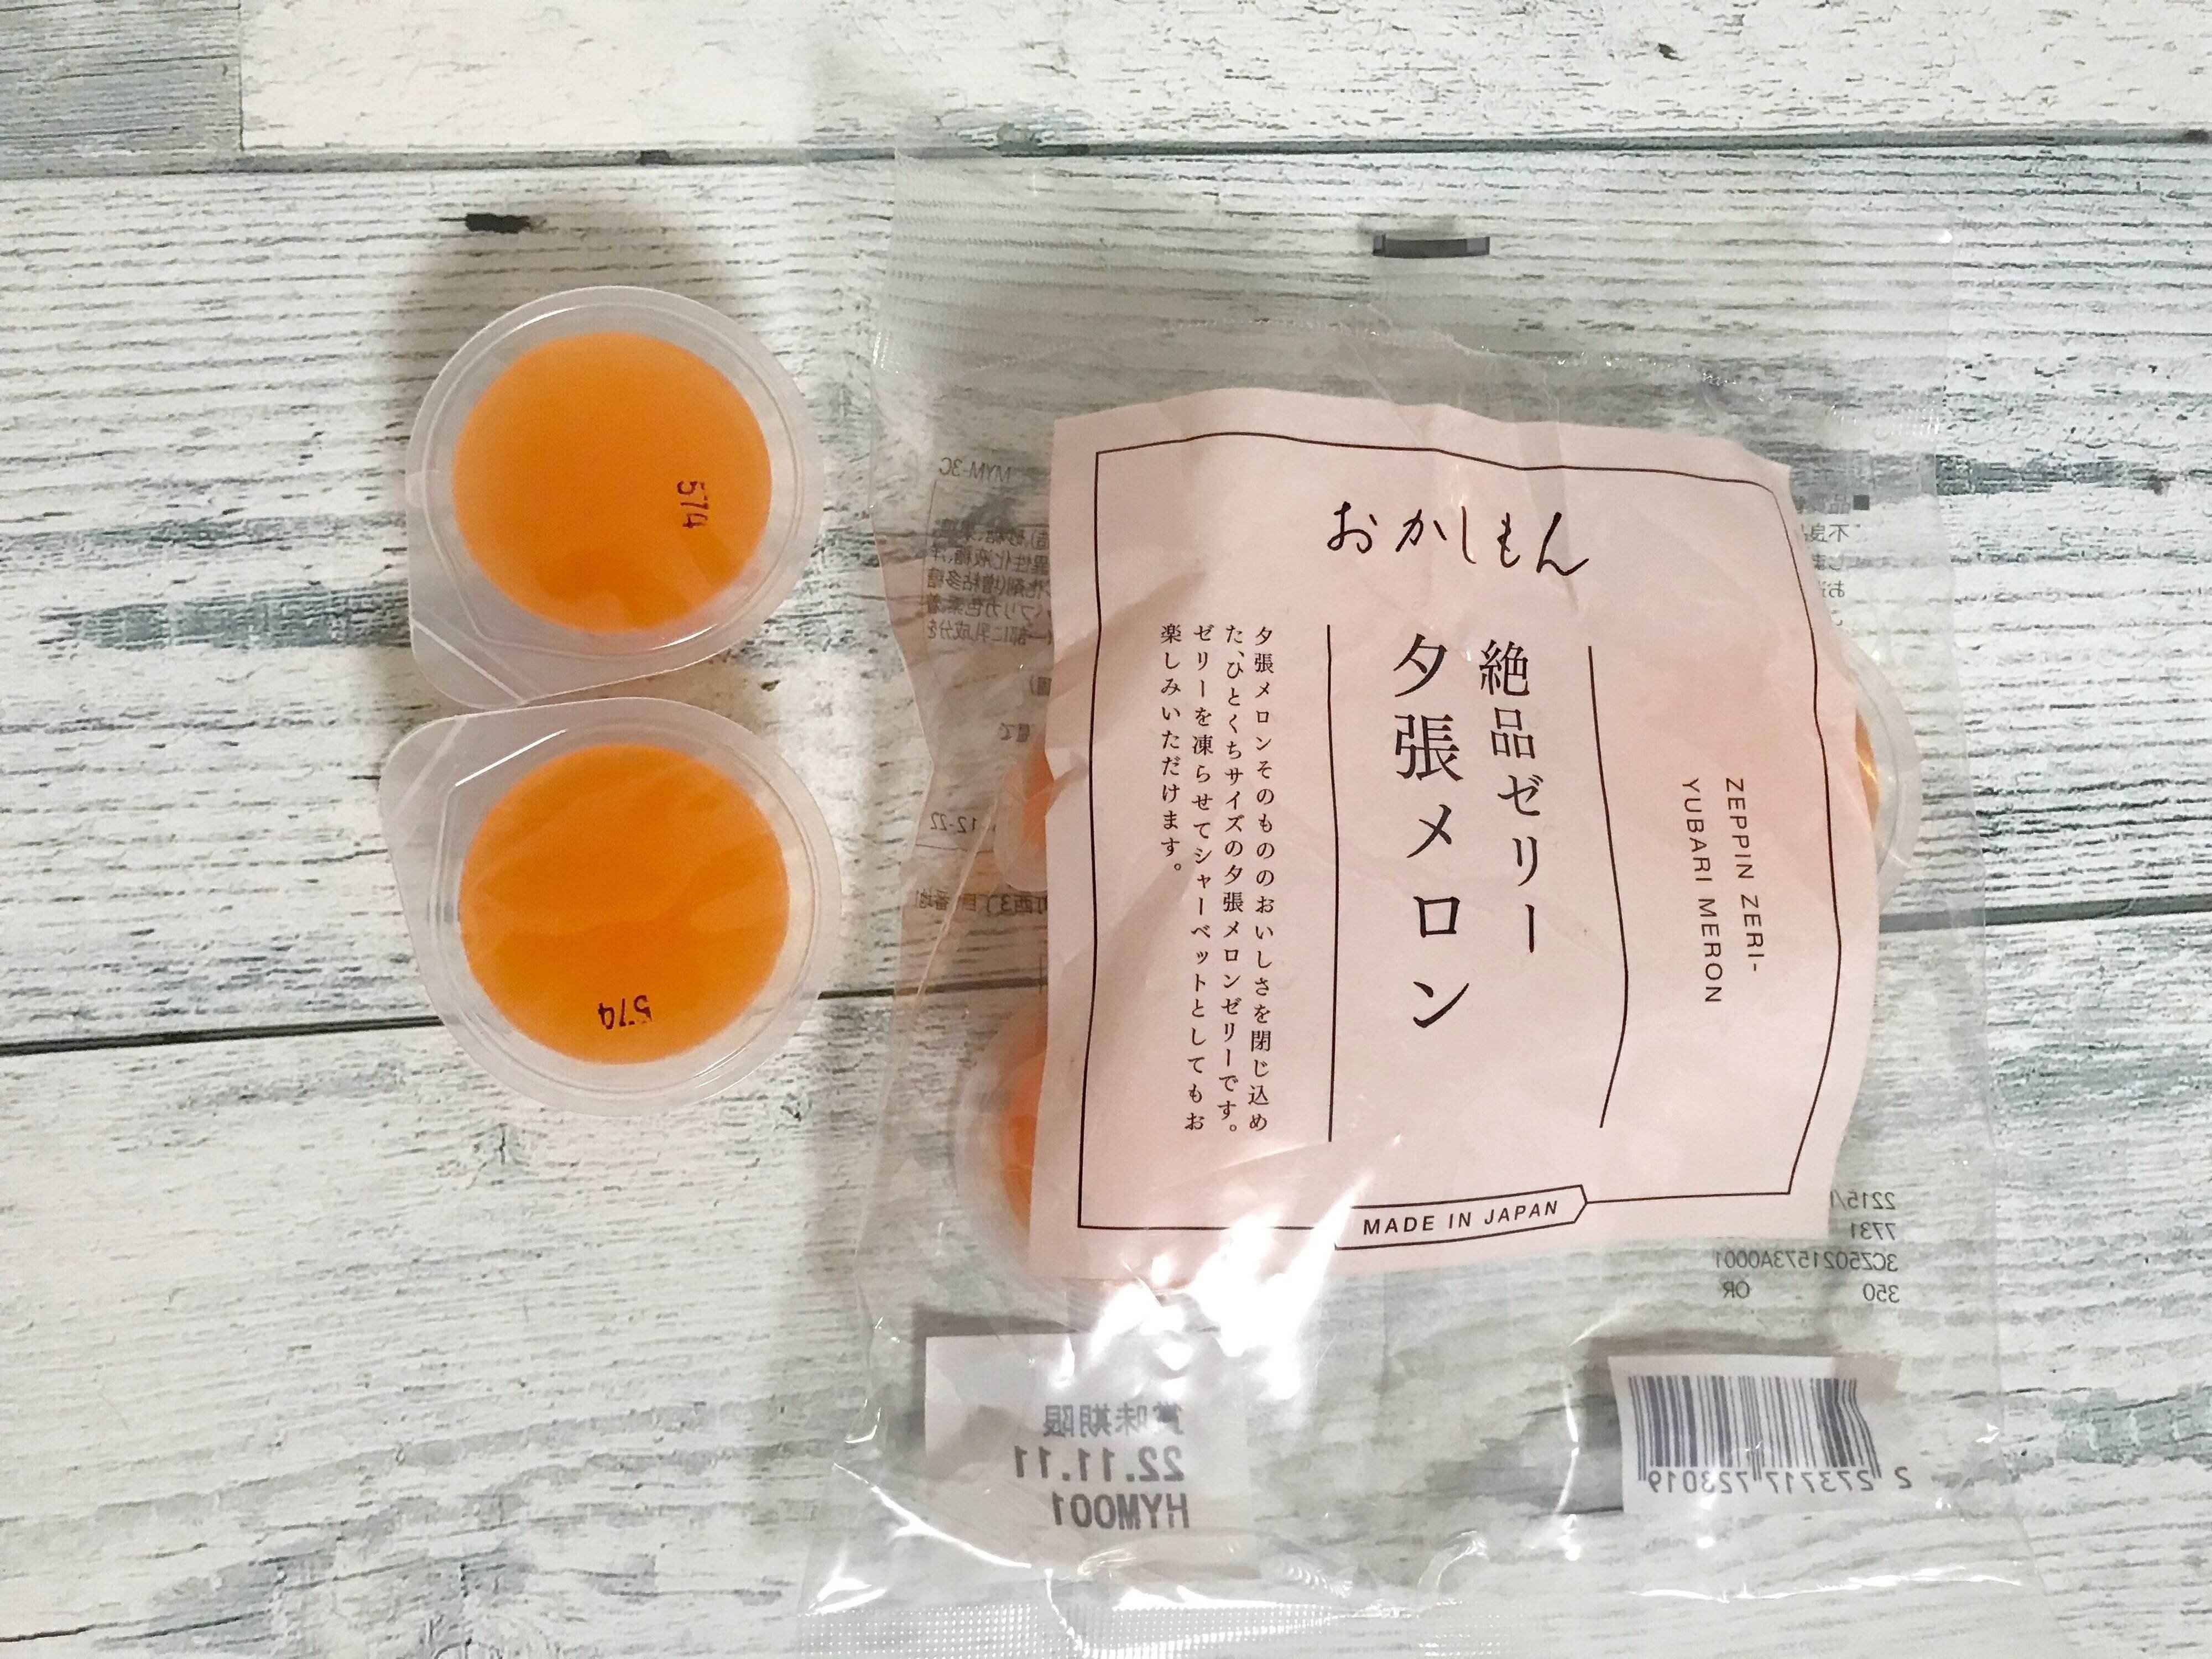 おかしもん
ZEPPIN ZERI-
YUBARI MERON
絶品ゼリー
夕張メロン
夕張メロンそのもののおいしさを閉じ込め
た、ひとくちサイズの夕張メロンゼリーです。
ゼリーを凍らせてシャーベットとしてもお
楽しみいただけます。
MADE IN JAPAN
574
574
MYM-3C
2215/1
7731
3CZ5021573A0001
350 OR
賞味期限
22.11.11
HYM001
2 273717 723019